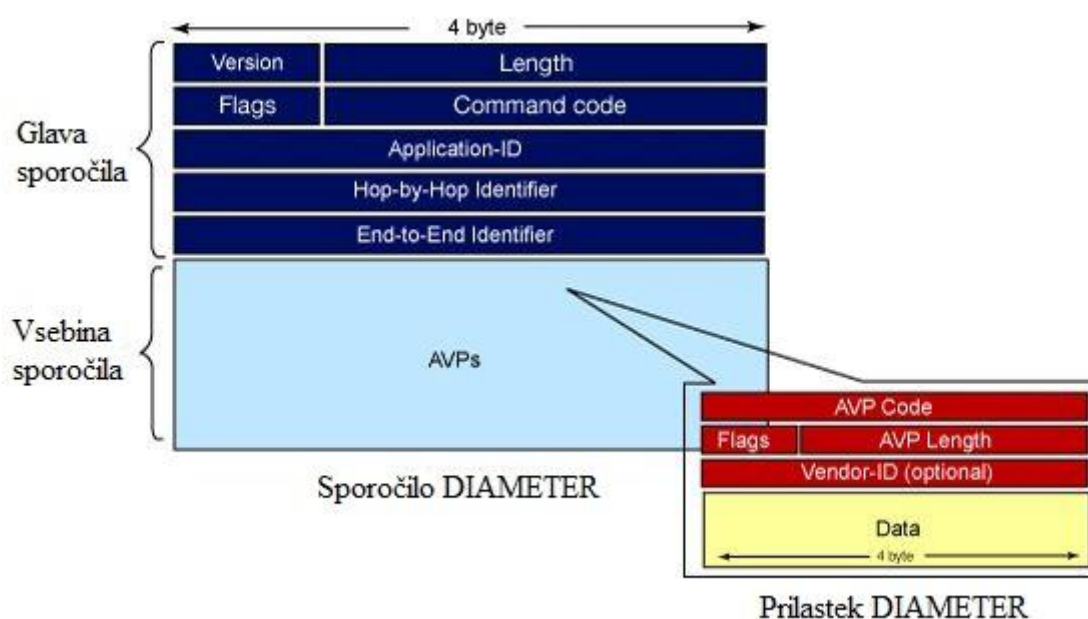 4 byte
Version Length
Flags Command code
Glava
sporočila
Application-ID
Hop-by-Hop Identifier
End-to-End Identifier
Vsebina
sporočila
AVPs
AVP Code
Flags AVP Length
Vendor-ID (optional)
Data
4 byte
Sporočilo DIAMETER
Prilastek DIAMETER